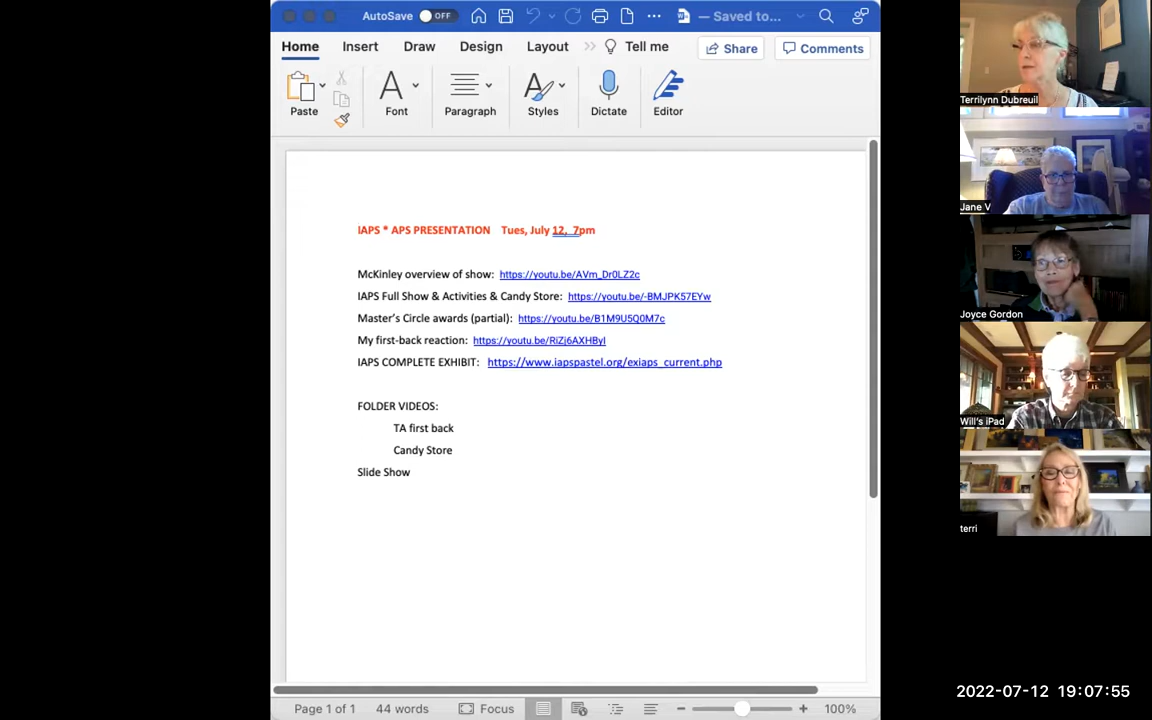 AutoSave OFF
— Saved to...
Home Insert Draw Design Layout Tell me Share Comments
Paste Font Paragraph Styles Dictate Editor
IAPS * APS PRESENTATION Tues, July 12, 7pm
McKinley overview of show: https://youtu.be/AVm_Dr0LZ2c
IAPS Full Show & Activities & Candy Store: https://youtu.be/-BMJPK57EYw
Master's Circle awards (partial): https://youtu.be/B1M9U5Q0M7c
My first-back reaction: https://youtu.be/RiZj6AXHByI
IAPS COMPLETE EXHIBIT: https://www.iapspastel.org/exiaps_current.php
FOLDER VIDEOS:
TA first back
Candy Store
Slide Show
Page 1 of 1 44 words Focus 100%
Terrilynn Dubreuil
Jane V
Joyce Gordon
Will's iPad
terri
2022-07-12 19:07:55